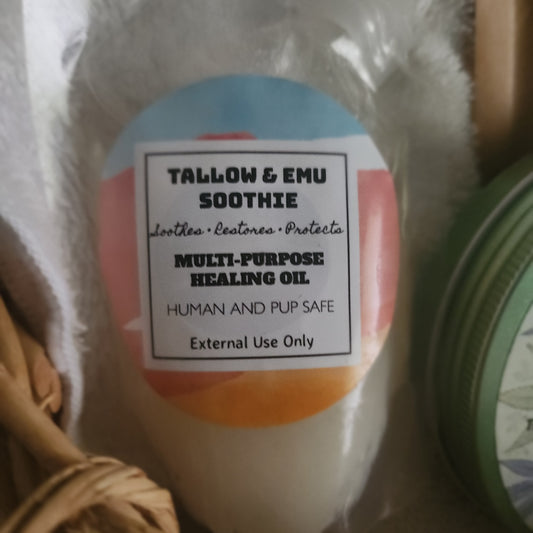 TALLOW & EMU
SOOTHIE
Soothes • Restores • Protects
MULTI-PURPOSE
HEALING OIL
HUMAN AND PUP SAFE
External Use Only